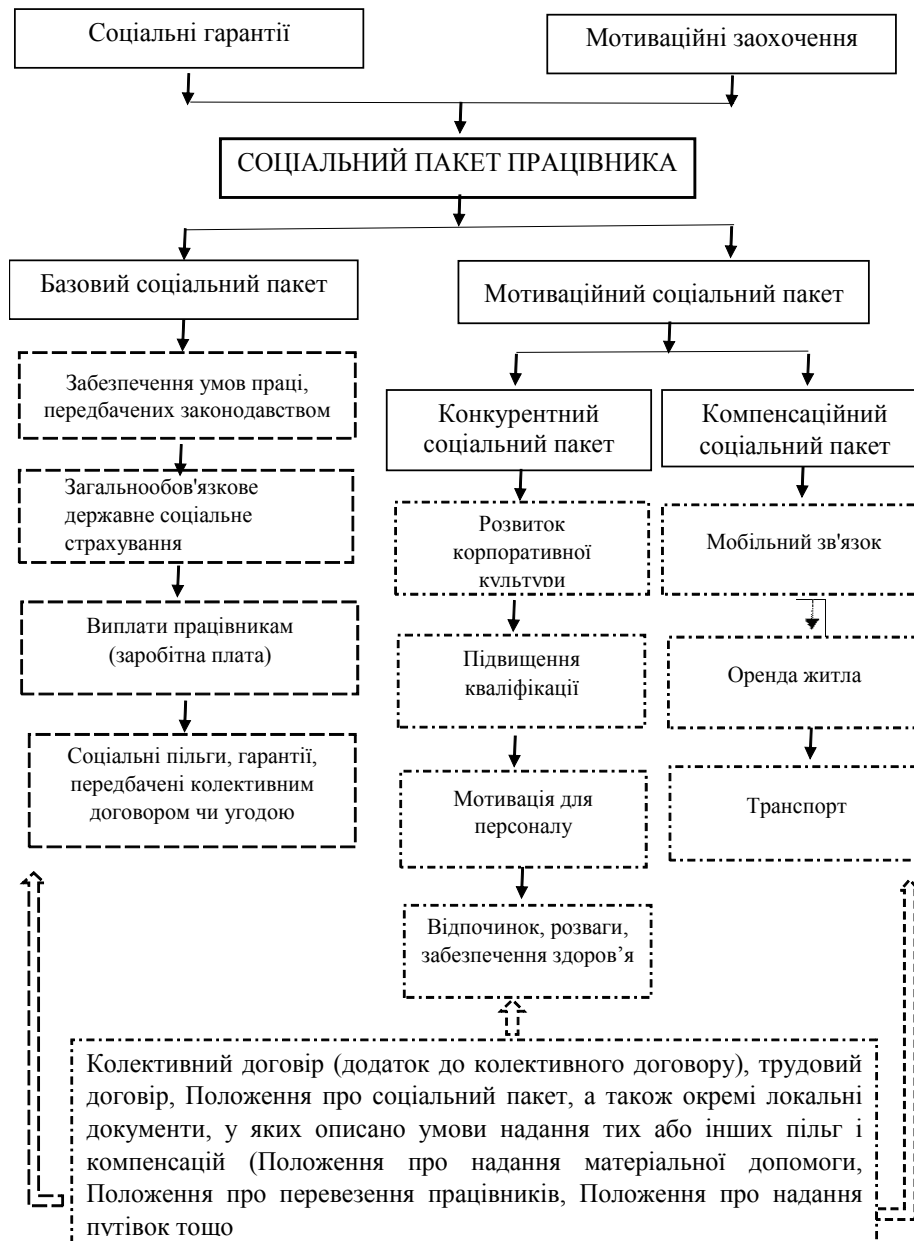 Соціальні гарантії
Мотиваційні заохочення
СОЦІАЛЬНИЙ ПАКЕТ ПРАЦІВНИКА
Базовий соціальний пакет
Мотиваційний соціальний пакет
Забезпечення умов праці,
передбачених законодавством
Загальнообов'язкове
державне соціальне
страхування
Виплати працівникам
(заробітна плата)
Соціальні пільги, гарантії,
передбачені колективним
договором чи угодою
Конкурентний
соціальний пакет
Розвиток
корпоративної
культури
Підвищення
кваліфікації
Мотивація для
персоналу
Відпочинок, розваги,
забезпечення здоров’я
Компенсаційний
соціальний пакет
Мобільний зв'язок
Оренда житла
Транспорт
Колективний договір (додаток до колективного договору), трудовий
договір, Положення про соціальний пакет, а також окремі локальні
документи, у яких описано умови надання тих або інших пільг і
компенсацій (Положення про надання матеріальної допомоги,
Положення про перевезення працівників, Положення про надання
путівок тощо